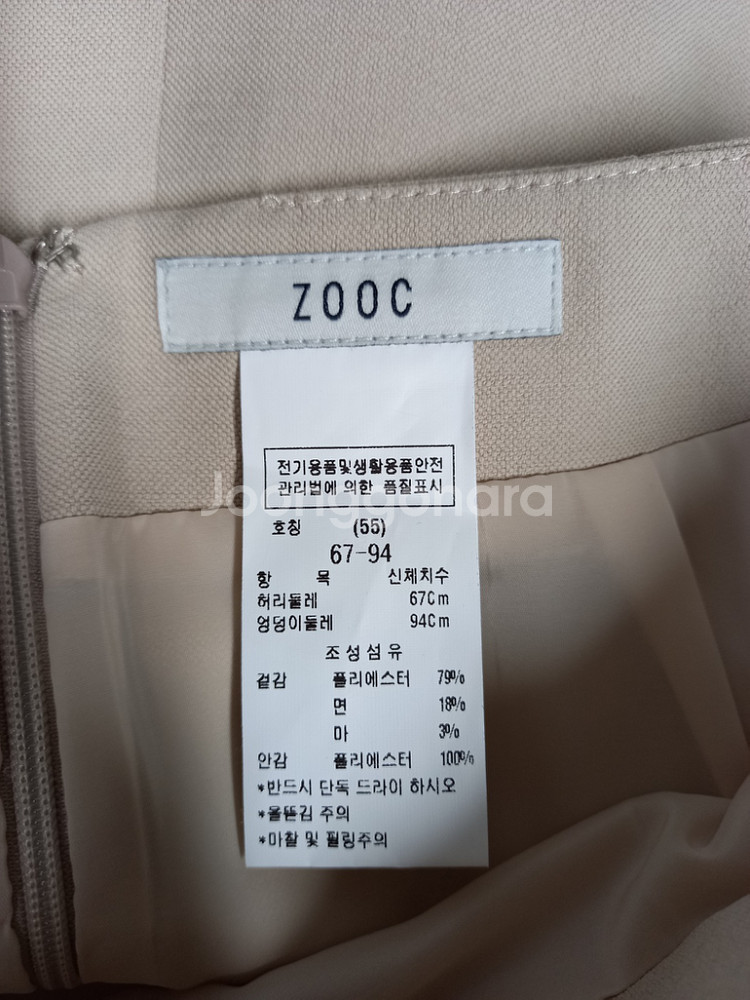 ZOOC
전기용품및생활용품안전
관리법에 의한 품질표시
Joonggonara
호칭 (55)
67-94
항 목 신체치수
허리둘레 67Cm
엉덩이둘레 94Cm
조성섬유
겉감 폴리에스터 79%
면 18%
마 3%
안감 폴리에스터 100%
*반드시 단독 드라이 하시오
*올뜯김 주의
*마찰 및 필링주의